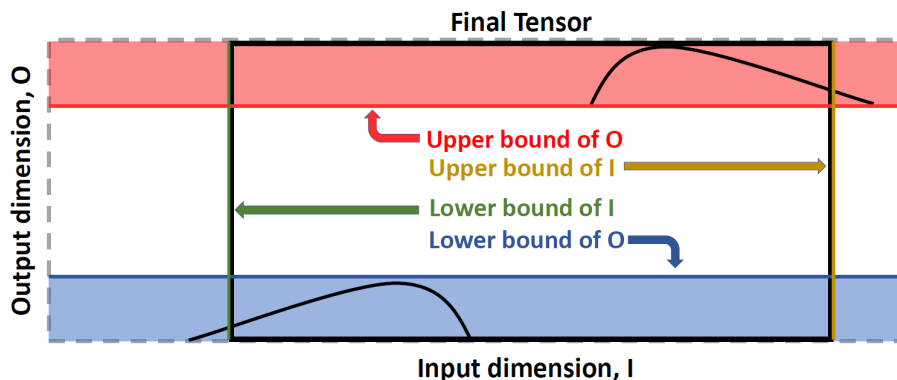 Final Tensor
Output dimension, O
Upper bound of O
Upper bound of I
Lower bound of I
Lower bound of O
Input dimension, I